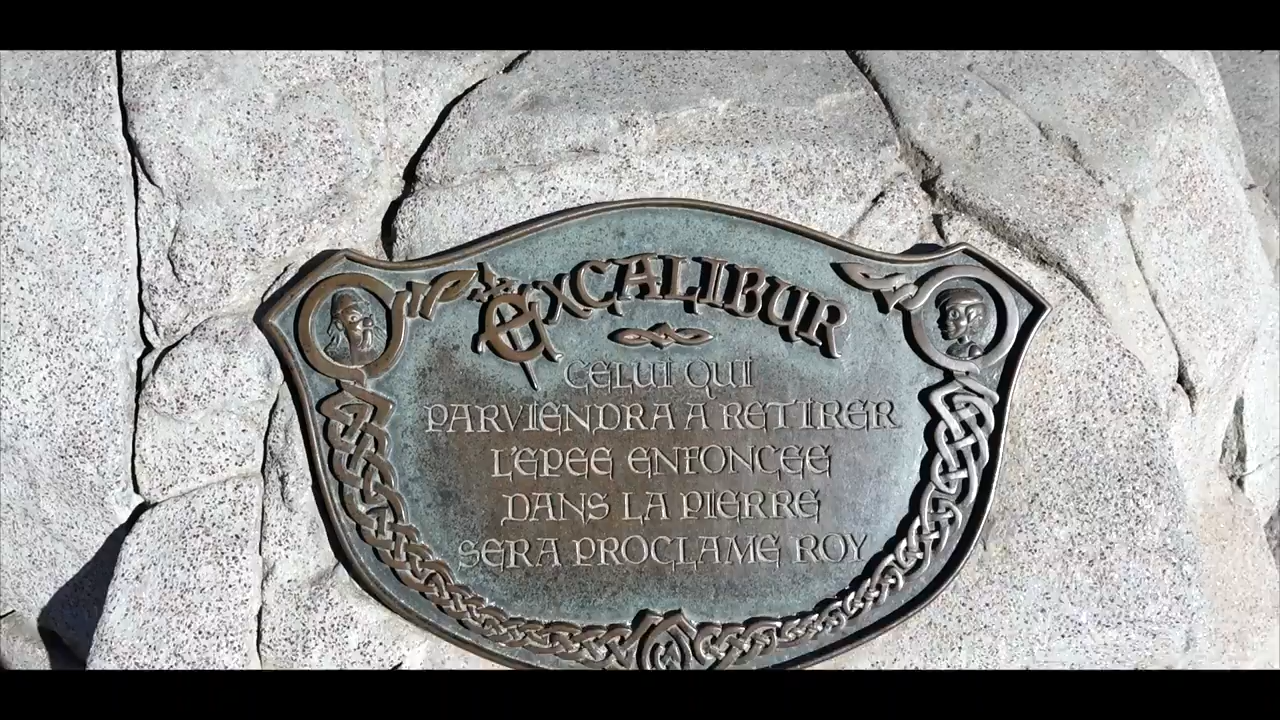 EXCALIBUR
CELUI QUI
PARVIENDRA A RETIRER
L'EPEE ENFONCEE
DANS LA PIERRE
SERA PROCLAME ROY